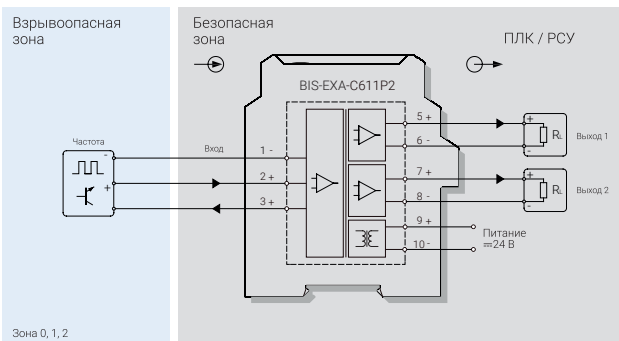 Взрывоопасная
зона
Безопасная
зона
ПЛК / РСУ
BIS-EXA-C611P2
Частота
Вход
-
+
1 -
2 +
3 +
5 +
6 -
7 +
8 -
9 +
10 -
+
RL
-
Выход 1
+
RL
-
Выход 2
Питание
⎓24 В
Зона 0, 1, 2